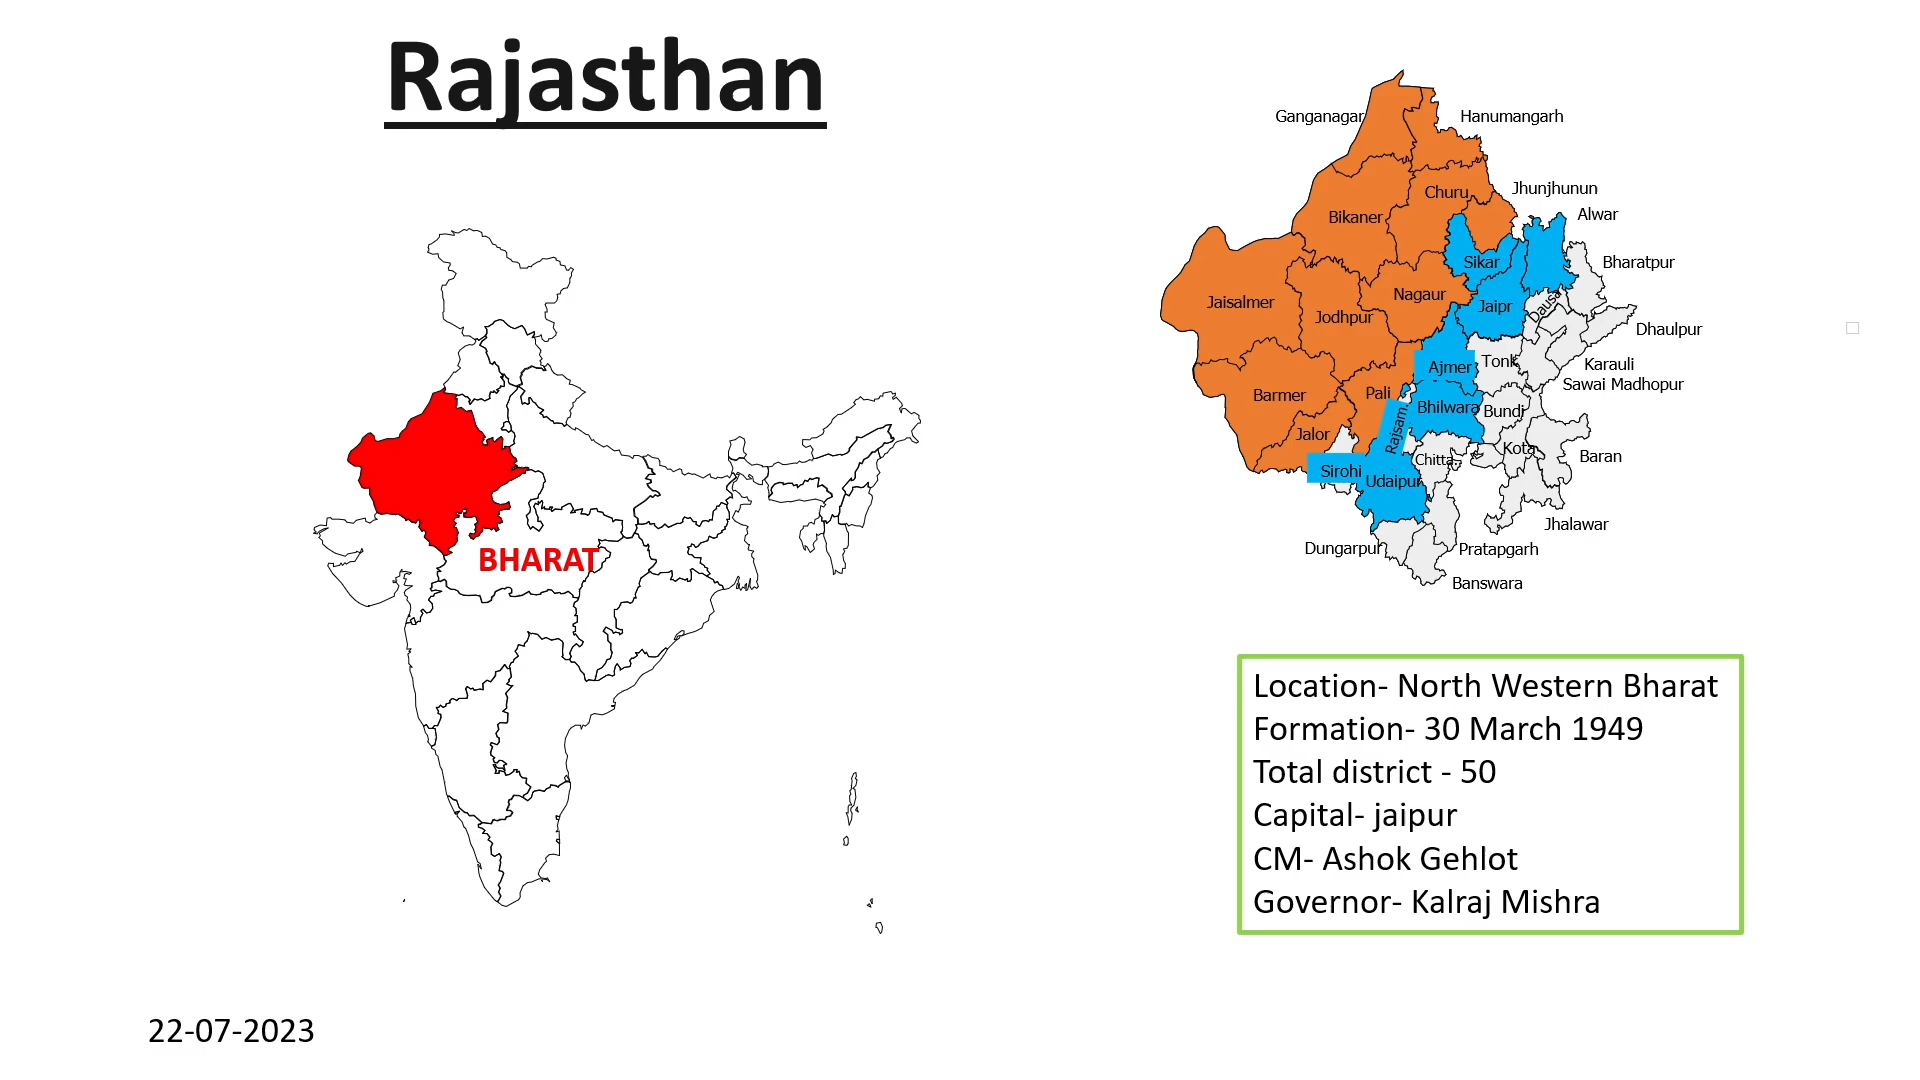 Rajasthan
Ganganagar
Hanumangarh
Churu
Jhunjhunun
Bikaner
Alwar
Sikar
Bharatpur
Jaisalmer
Nagaur
Jaipr
Dausa
Jodhpur
Dhaulpur
Ajmer
Tonk
Karauli
Sawai Madhopur
Barmer
Pali
Bhilwara
Bundi
Rajsam.
Jalor
Kota
Baran
Chitta..
Sirohi
Udaipur
Jhalawar
Dungarpur
Pratapgarh
Banswara
BHARAT
Location- North Western Bharat
Formation- 30 March 1949
Total district - 50
Capital- jaipur
CM- Ashok Gehlot
Governor- Kalraj Mishra
22-07-2023